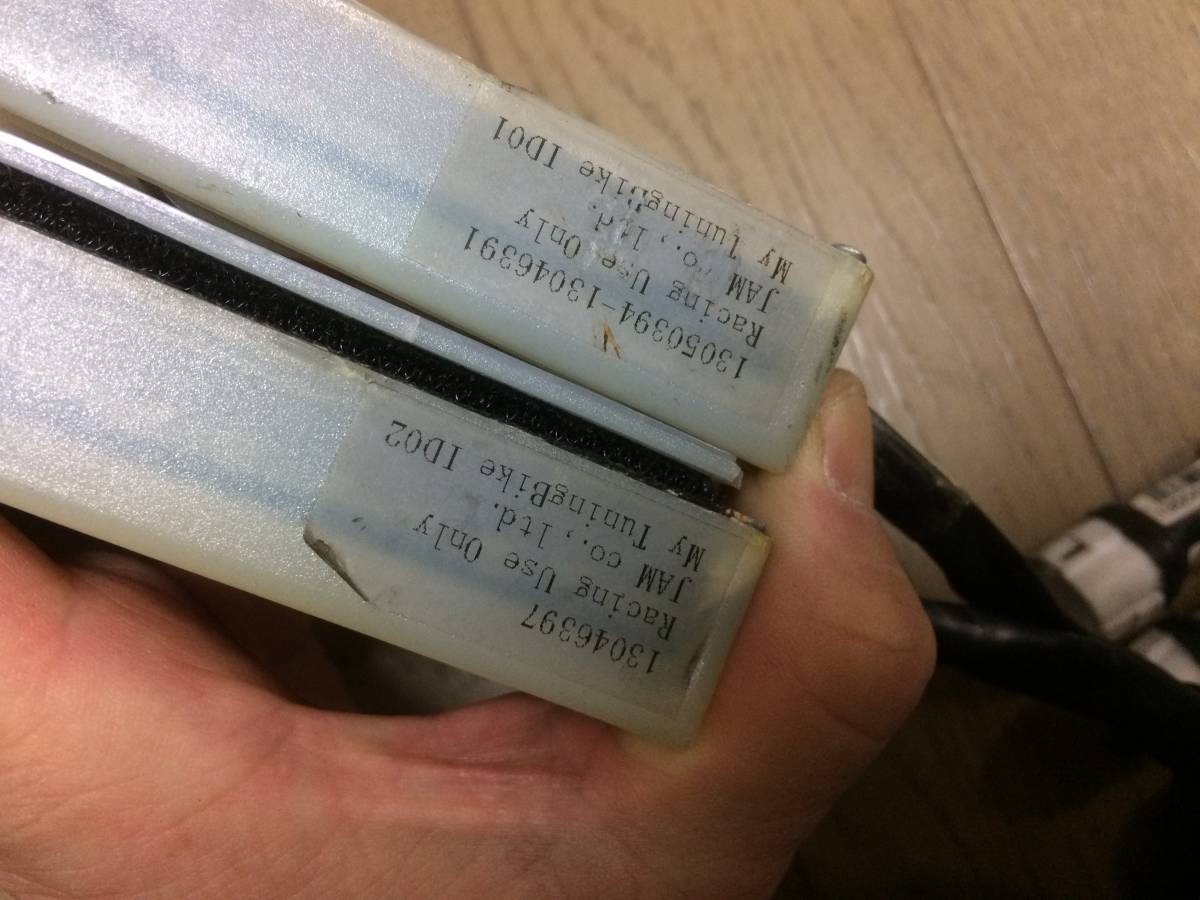 My TuningBike ID01
JAM co., ltd.
Racing Use Only
13050394-13046391
My TuningBike ID02
JAM co., ltd.
Racing Use Only
13046397